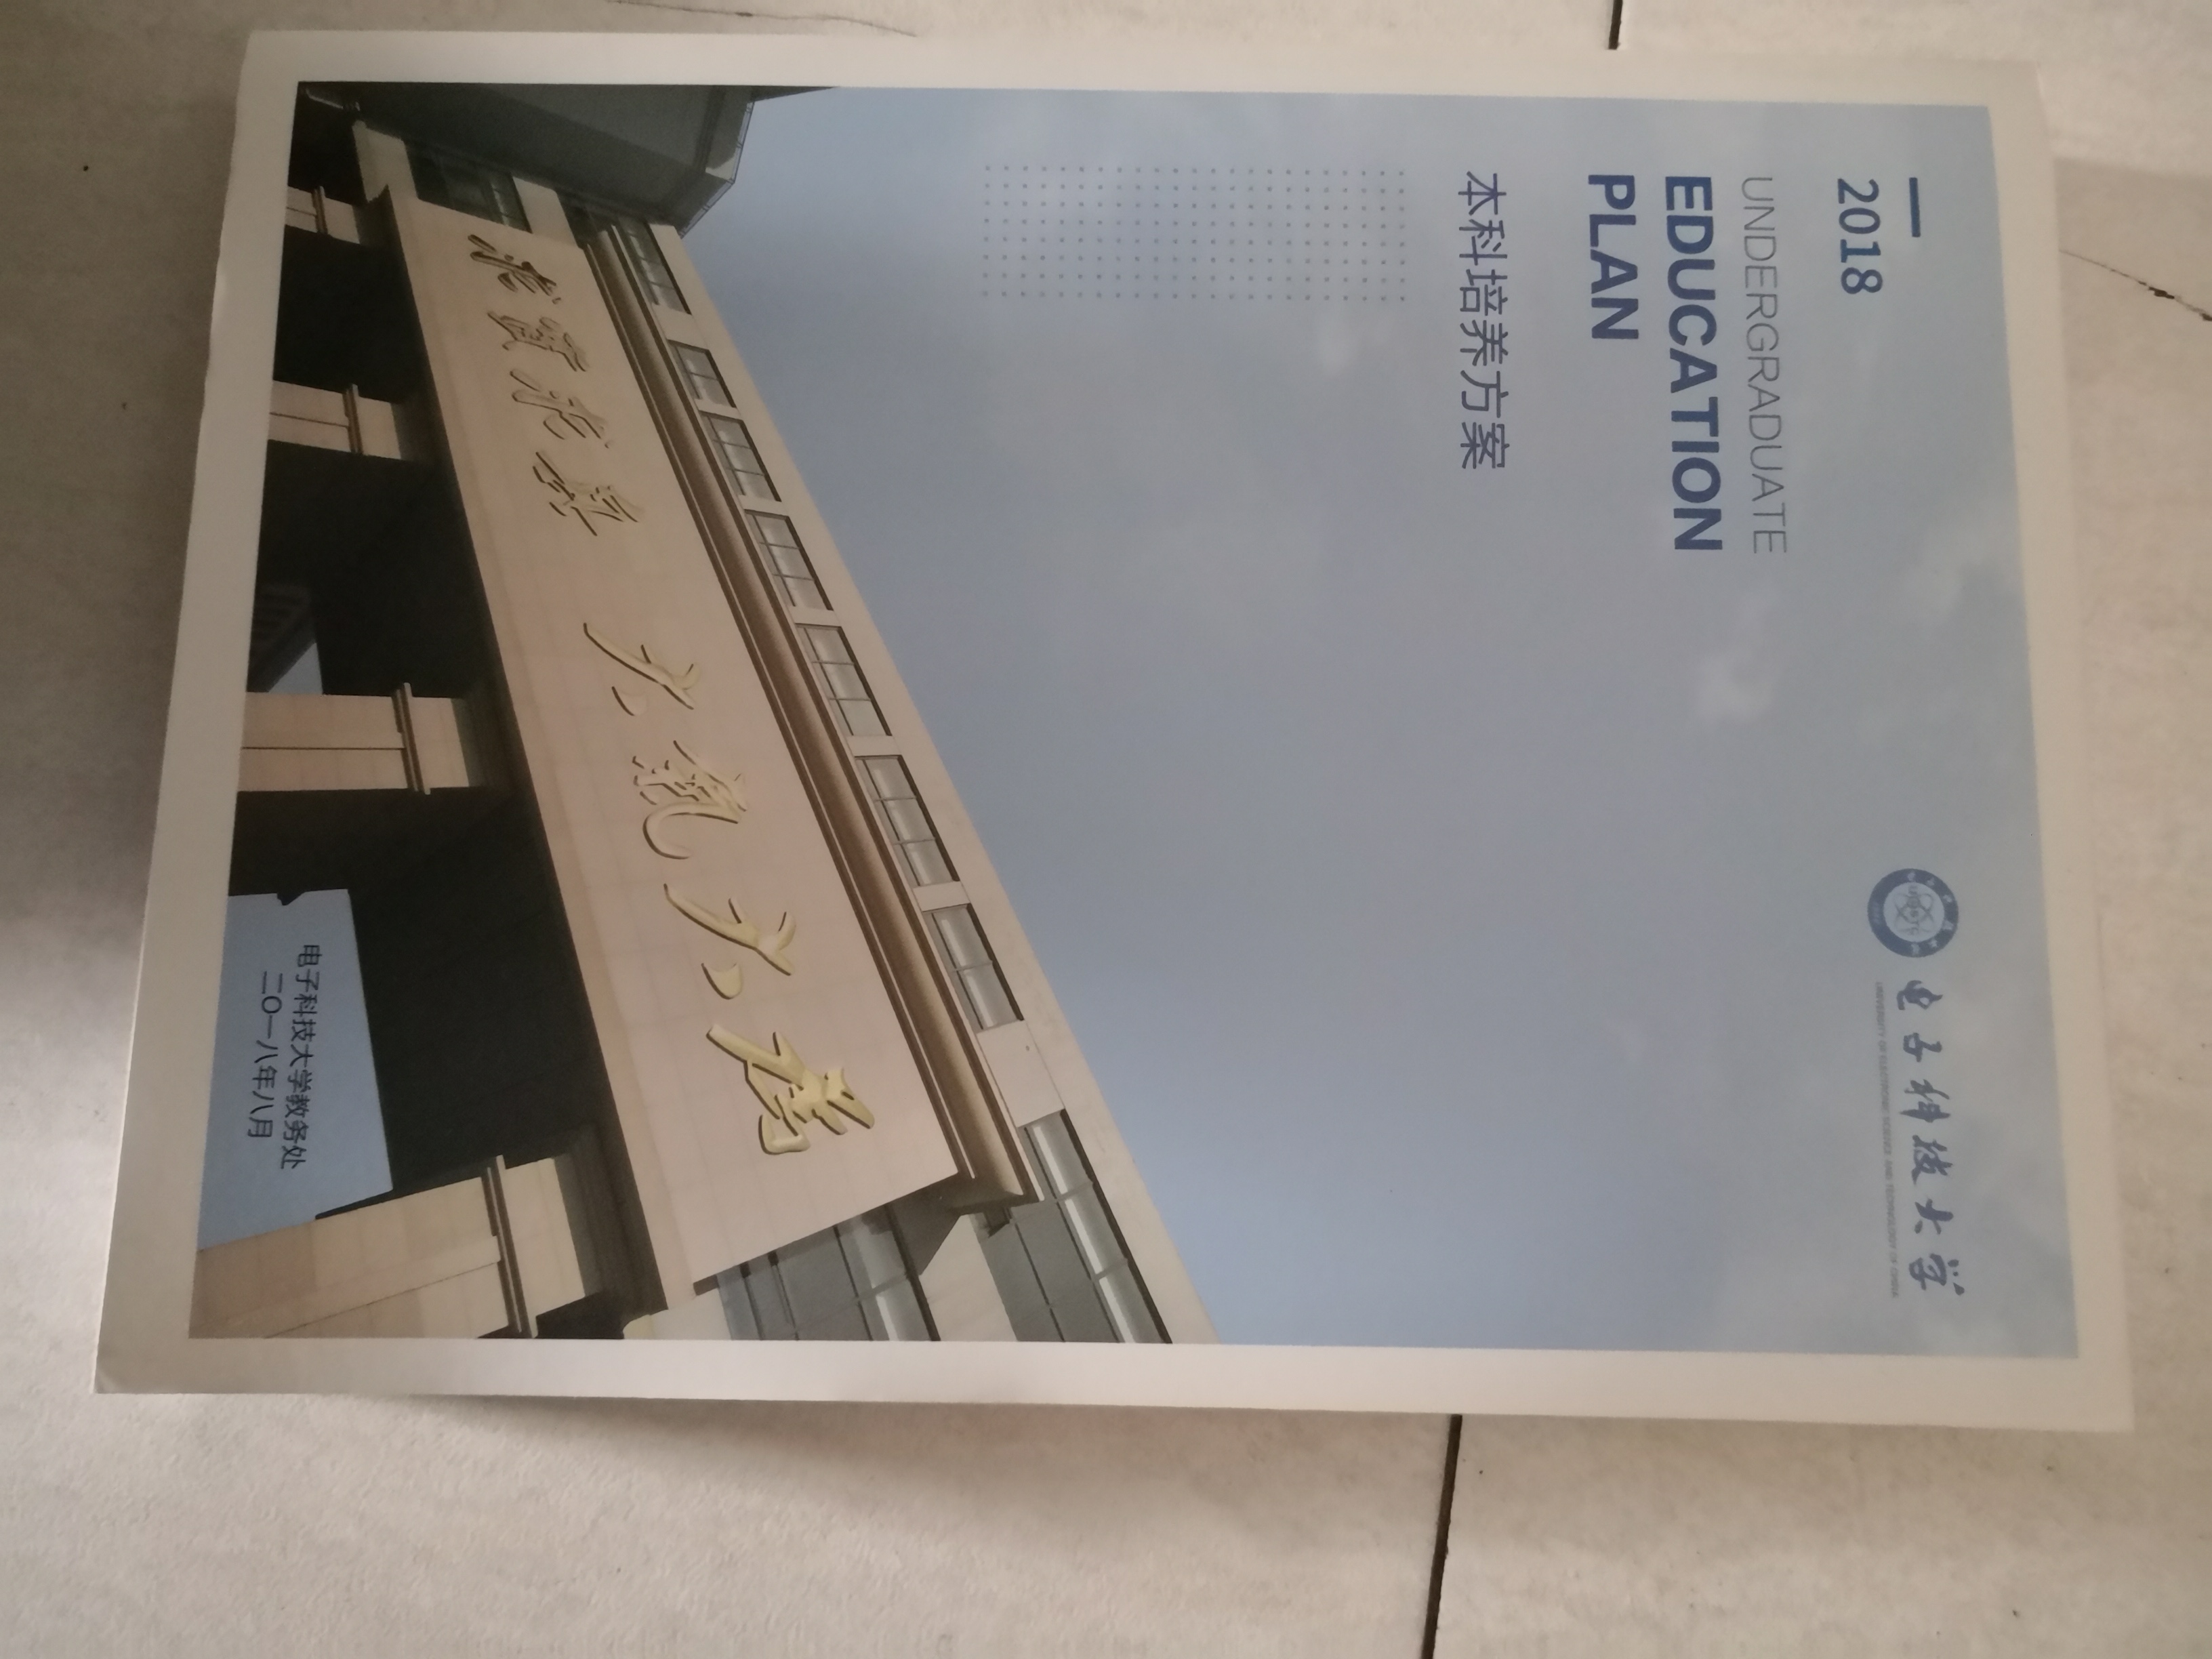 2018
UNDERGRADUATE
EDUCATION
PLAN
本科培养方案
电子科技大学
UNIVERSITY OF ELECTRONIC SCIENCE AND TECHNOLOGY OF CHINA
求实求真 大气大为
电子科技大学教务处
二〇一八年八月